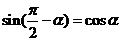 sin(π/2 − α) = cos α